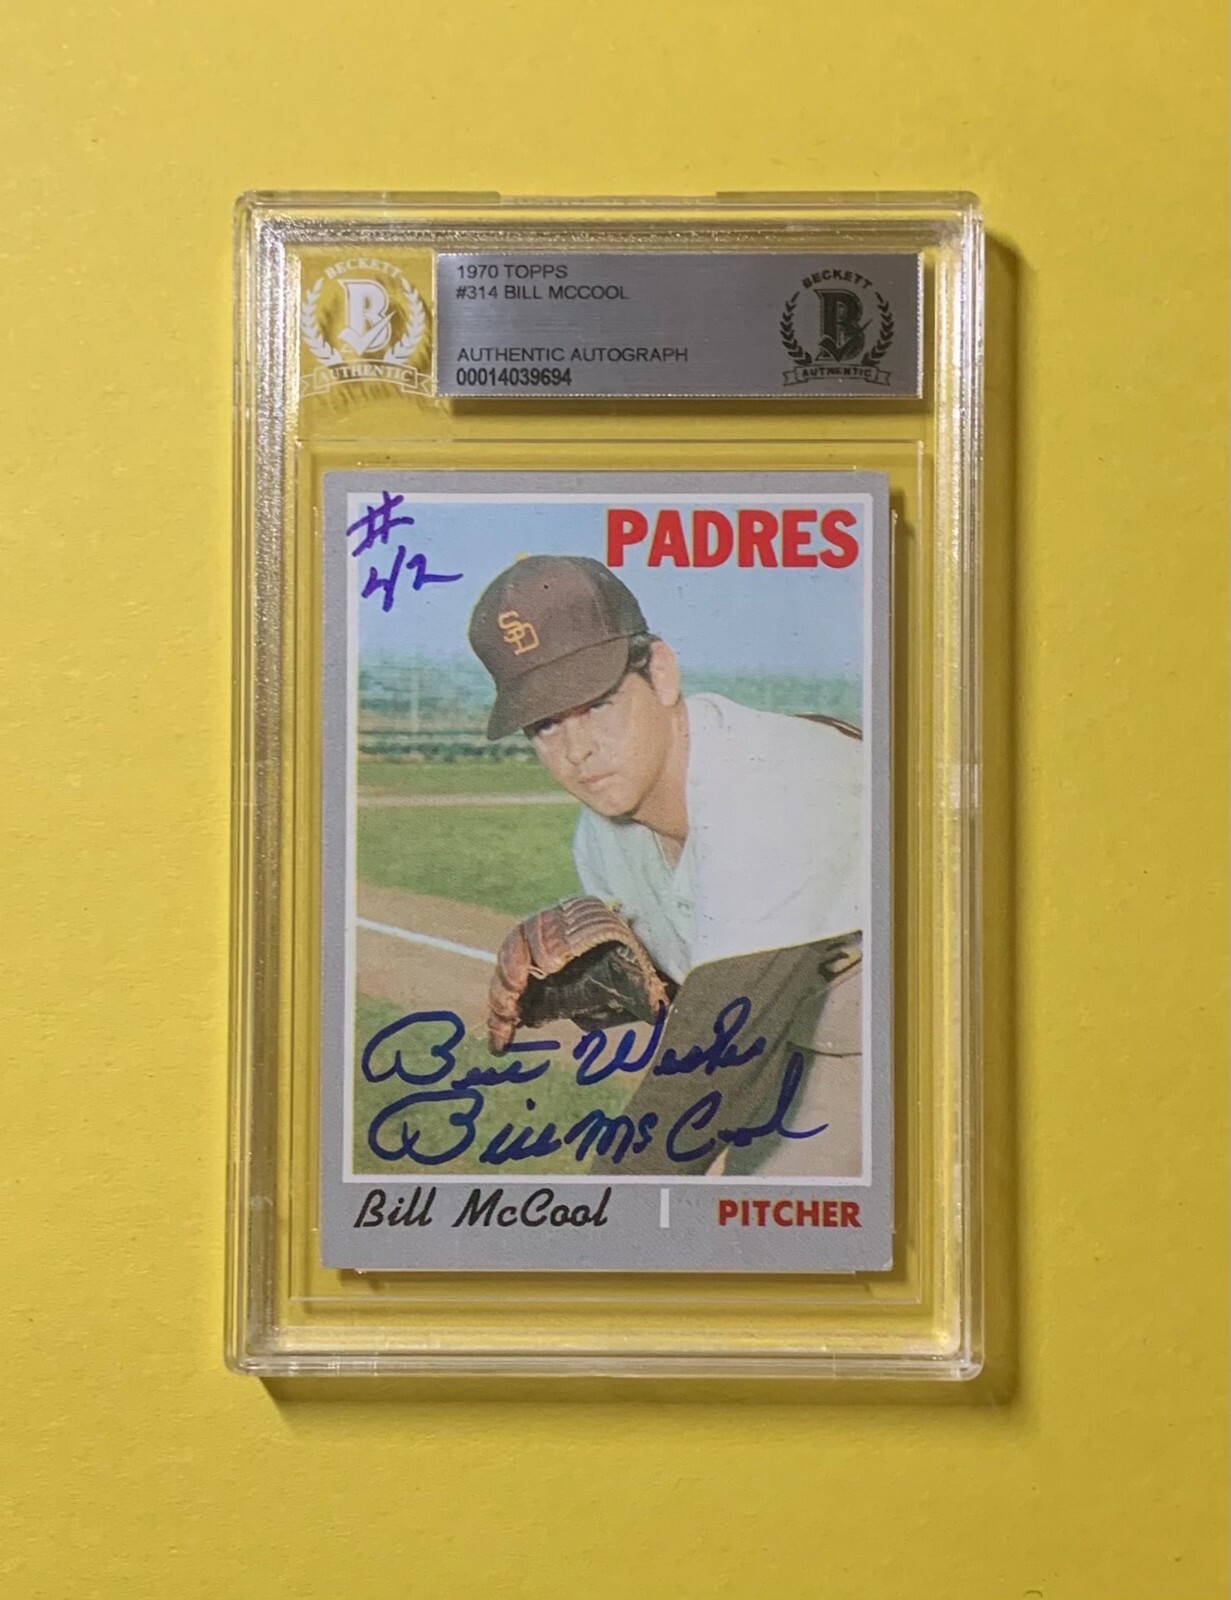 BECKETT
B
AUTHENTIC
1970 TOPPS
#314 BILL MCCOOL
AUTHENTIC AUTOGRAPH
00014039694
BECKETT
B
AUTHENTIC
#
42
PADRES
SD
Best Wishes
Bill McCool
Bill McCool
PITCHER